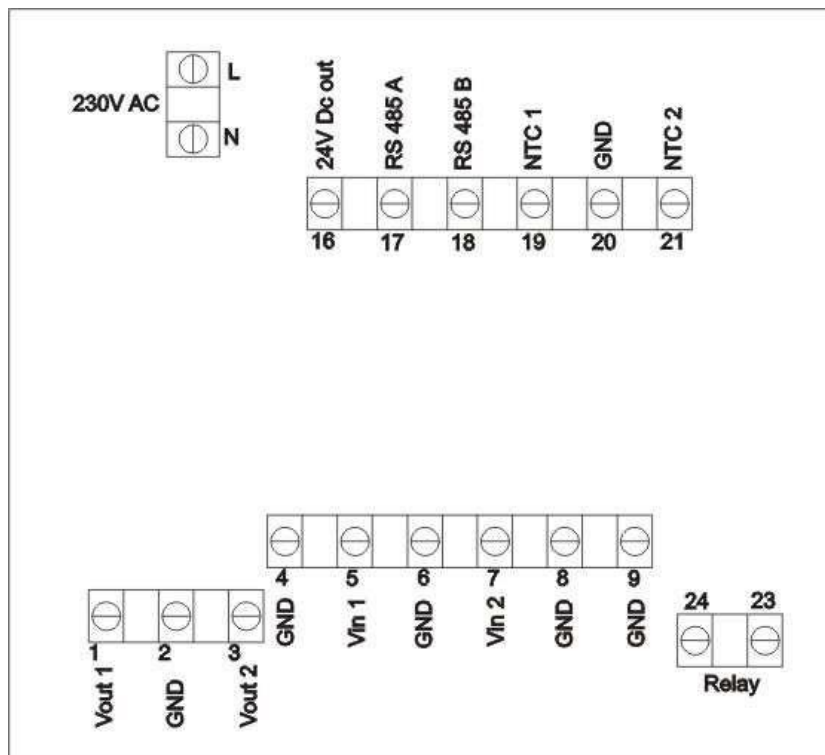 L
230V AC
N
24V Dc out
RS 485 A
RS 485 B
NTC 1
GND
NTC 2
16 17 18 19 20 21
4 5 6 7 8 9
GND
Vin 1
GND
Vin 2
GND
GND
1 2 3
Vout 1
GND
Vout 2
24 23
Relay